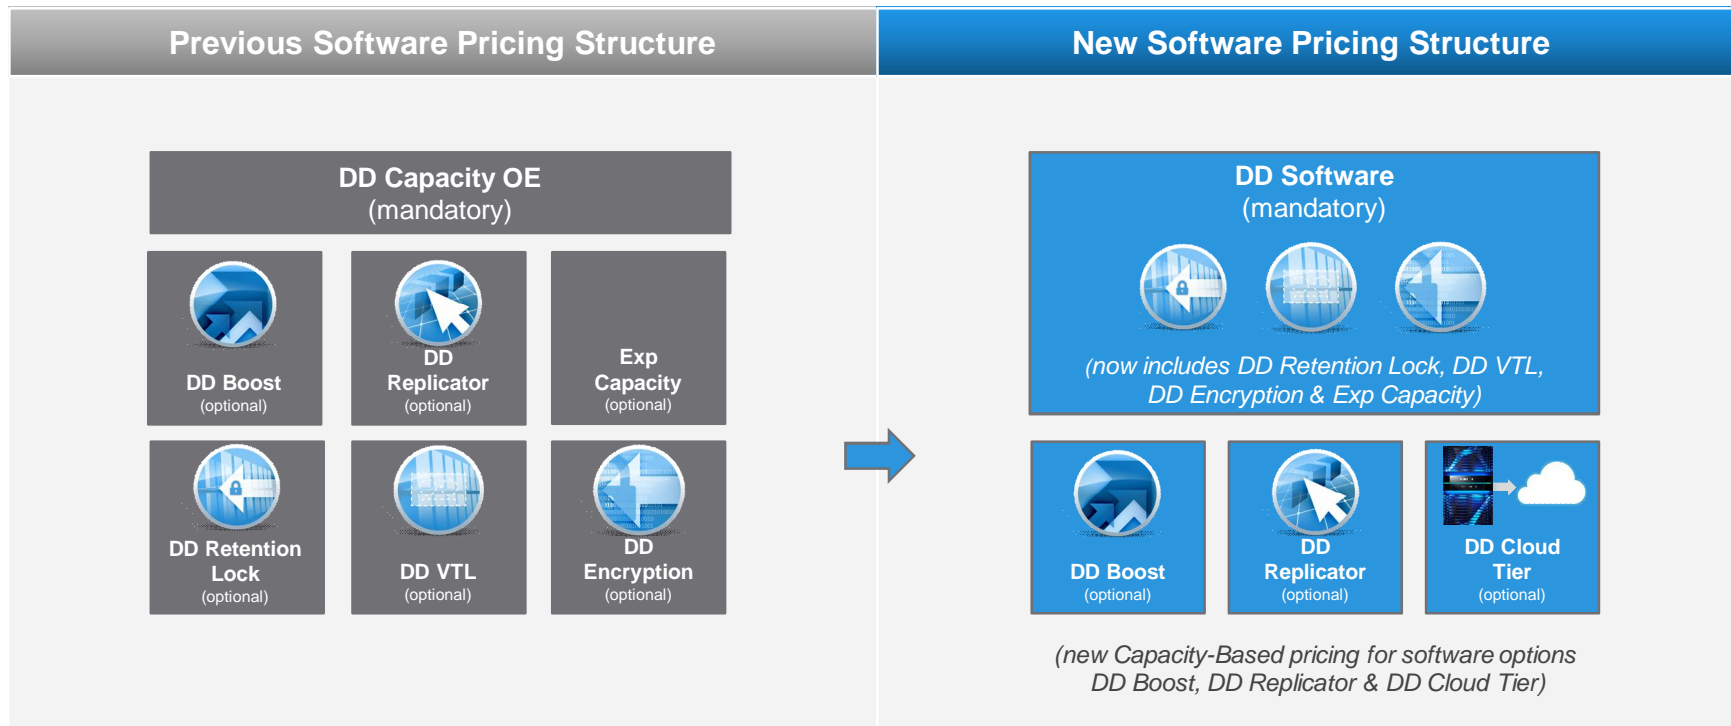 Previous Software Pricing Structure
New Software Pricing Structure
DD Capacity OE
(mandatory)
DD Boost
(optional)
DD
Replicator
(optional)
Exp
Capacity
(optional)
DD Retention
Lock
(optional)
DD VTL
(optional)
DD
Encryption
(optional)
DD Software
(mandatory)
(now includes DD Retention Lock, DD VTL,
DD Encryption & Exp Capacity)
DD Boost
(optional)
DD
Replicator
(optional)
DD Cloud
Tier
(optional)
(new Capacity-Based pricing for software options
DD Boost, DD Replicator & DD Cloud Tier)